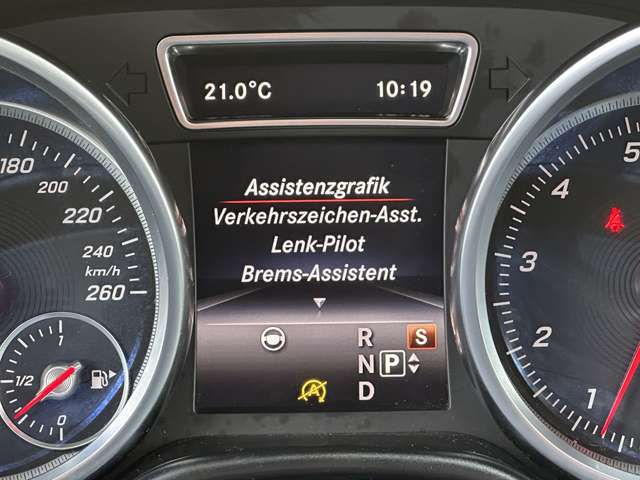 21.0°C 10:19
Assistenzgrafik
Verkehrszeichen-Asst.
Lenk-Pilot
Brems-Assistent
R S
N P
D
A
180
200
220
240
km/h
260
1
1/2
0
5
4
3
2
1